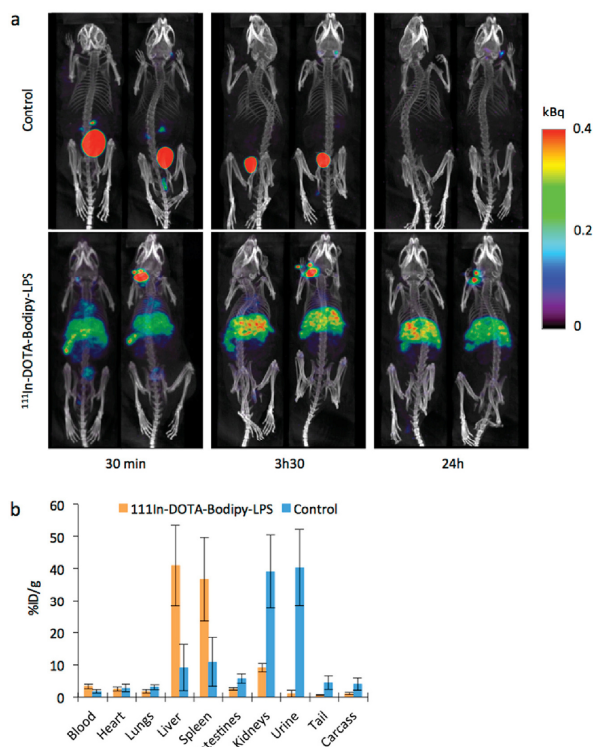 a
Control
kBq
0.4
0.2
0
¹¹¹In-DOTA-Bodipy-LPS
30 min
3h30
24h
b
111In-DOTA-Bodipy-LPS
Control
%ID/g
60
50
40
30
20
10
0
Blood
Heart
Lungs
Liver
Spleen
testines
Kidneys
Urine
Tail
Carcass